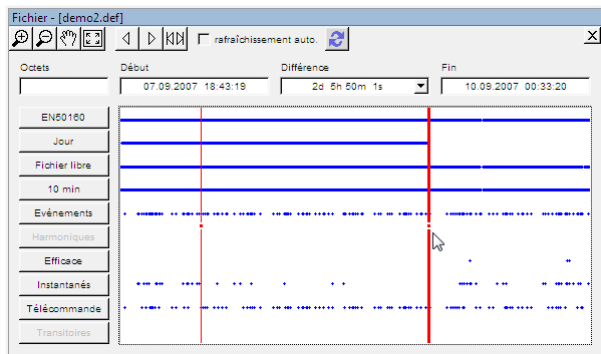 Fichier - [demo2.def]
rafraîchissement auto.
Octets Début Différence Fin
07.09.2007 18:43:19 2d 5h 50m 1s 10.09.2007 00:33:20
EN50160
Jour
Fichier libre
10 min
Evénements
Harmoniques
Efficace
Instantanés
Télécommande
Transitoires